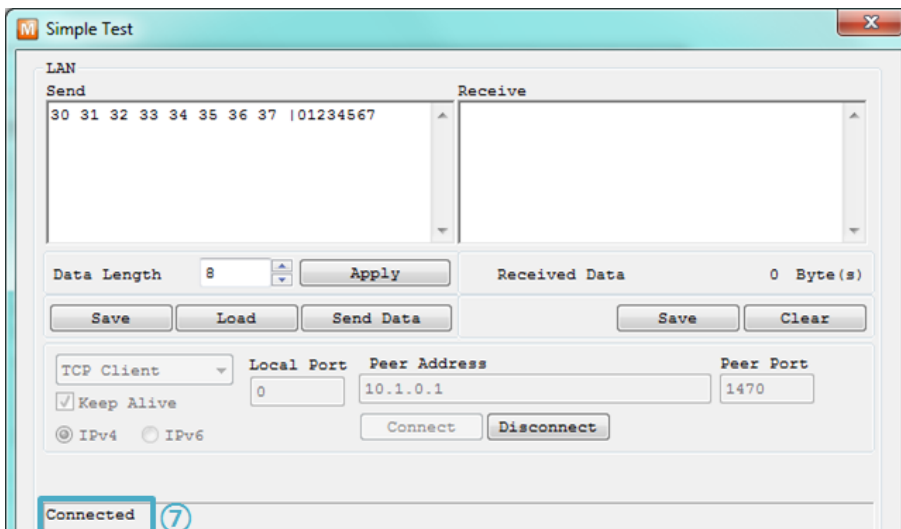 M Simple Test X
LAN
Send Receive
30 31 32 33 34 35 36 37 |01234567
Data Length 8 Apply Received Data 0 Byte(s)
Save Load Send Data Save Clear
TCP Client Local Port Peer Address Peer Port
0 10.1.0.1 1470
Keep Alive
IPv4 IPv6 Connect Disconnect
Connected ⑦